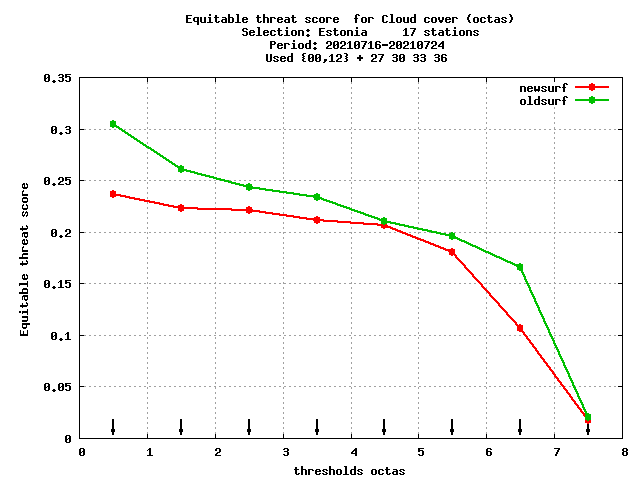 Equitable threat score  for Cloud cover (octas)
Selection: Estonia     17 stations
Period: 20210716-20210724
Used {00,12} + 27 30 33 36
newsurf
oldsurf
Equitable threat score
0.35
0.3
0.25
0.2
0.15
0.1
0.05
0
0 1 2 3 4 5 6 7 8
thresholds octas